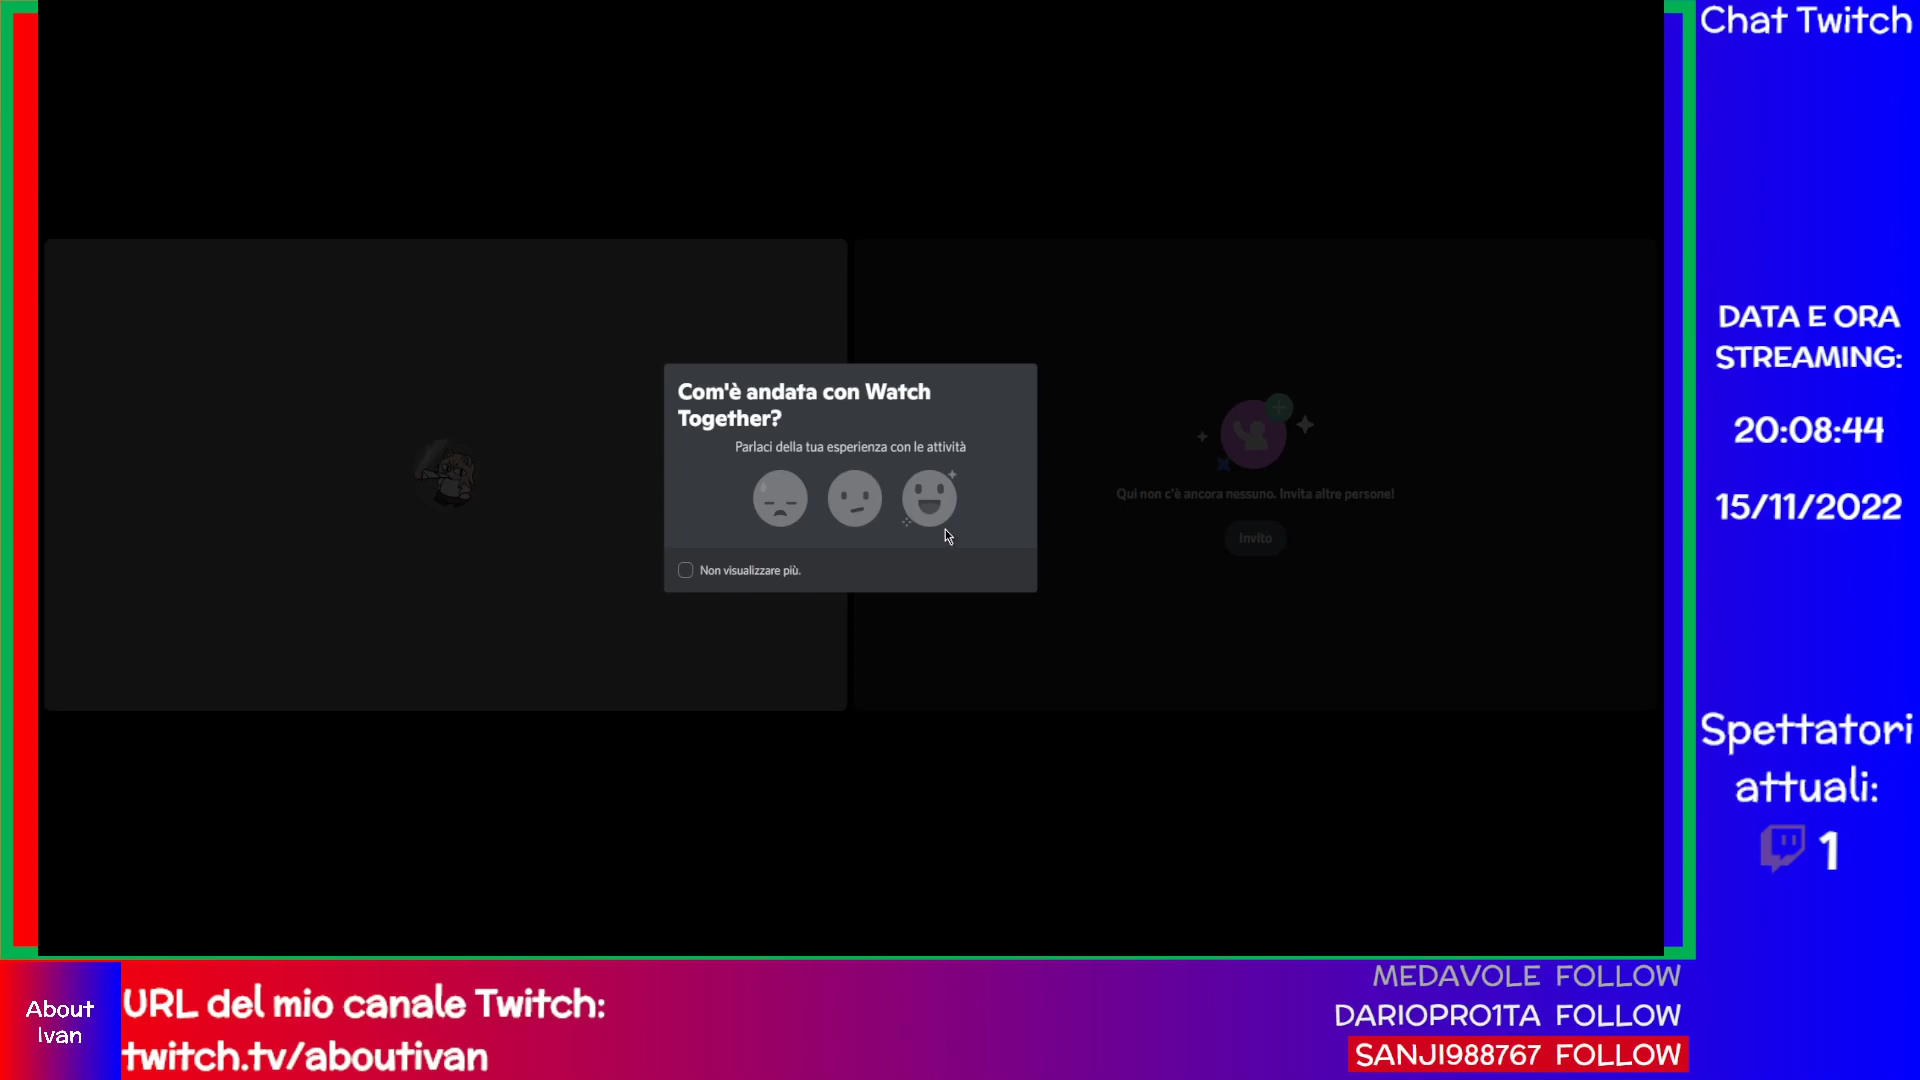 Chat Twitch
Com'è andata con Watch
Together?
Parlaci della tua esperienza con le attività
Non visualizzare più.
Qui non c'è ancora nessuno. Invita altre persone!
Invito
DATA E ORA
STREAMING:
20:08:44
15/11/2022
Spettatori
attuali:
1
About
Ivan
URL del mio canale Twitch:
twitch.tv/aboutivan
MEDAVOLE FOLLOW
DARIOPRO1TA FOLLOW
SANJI988767 FOLLOW